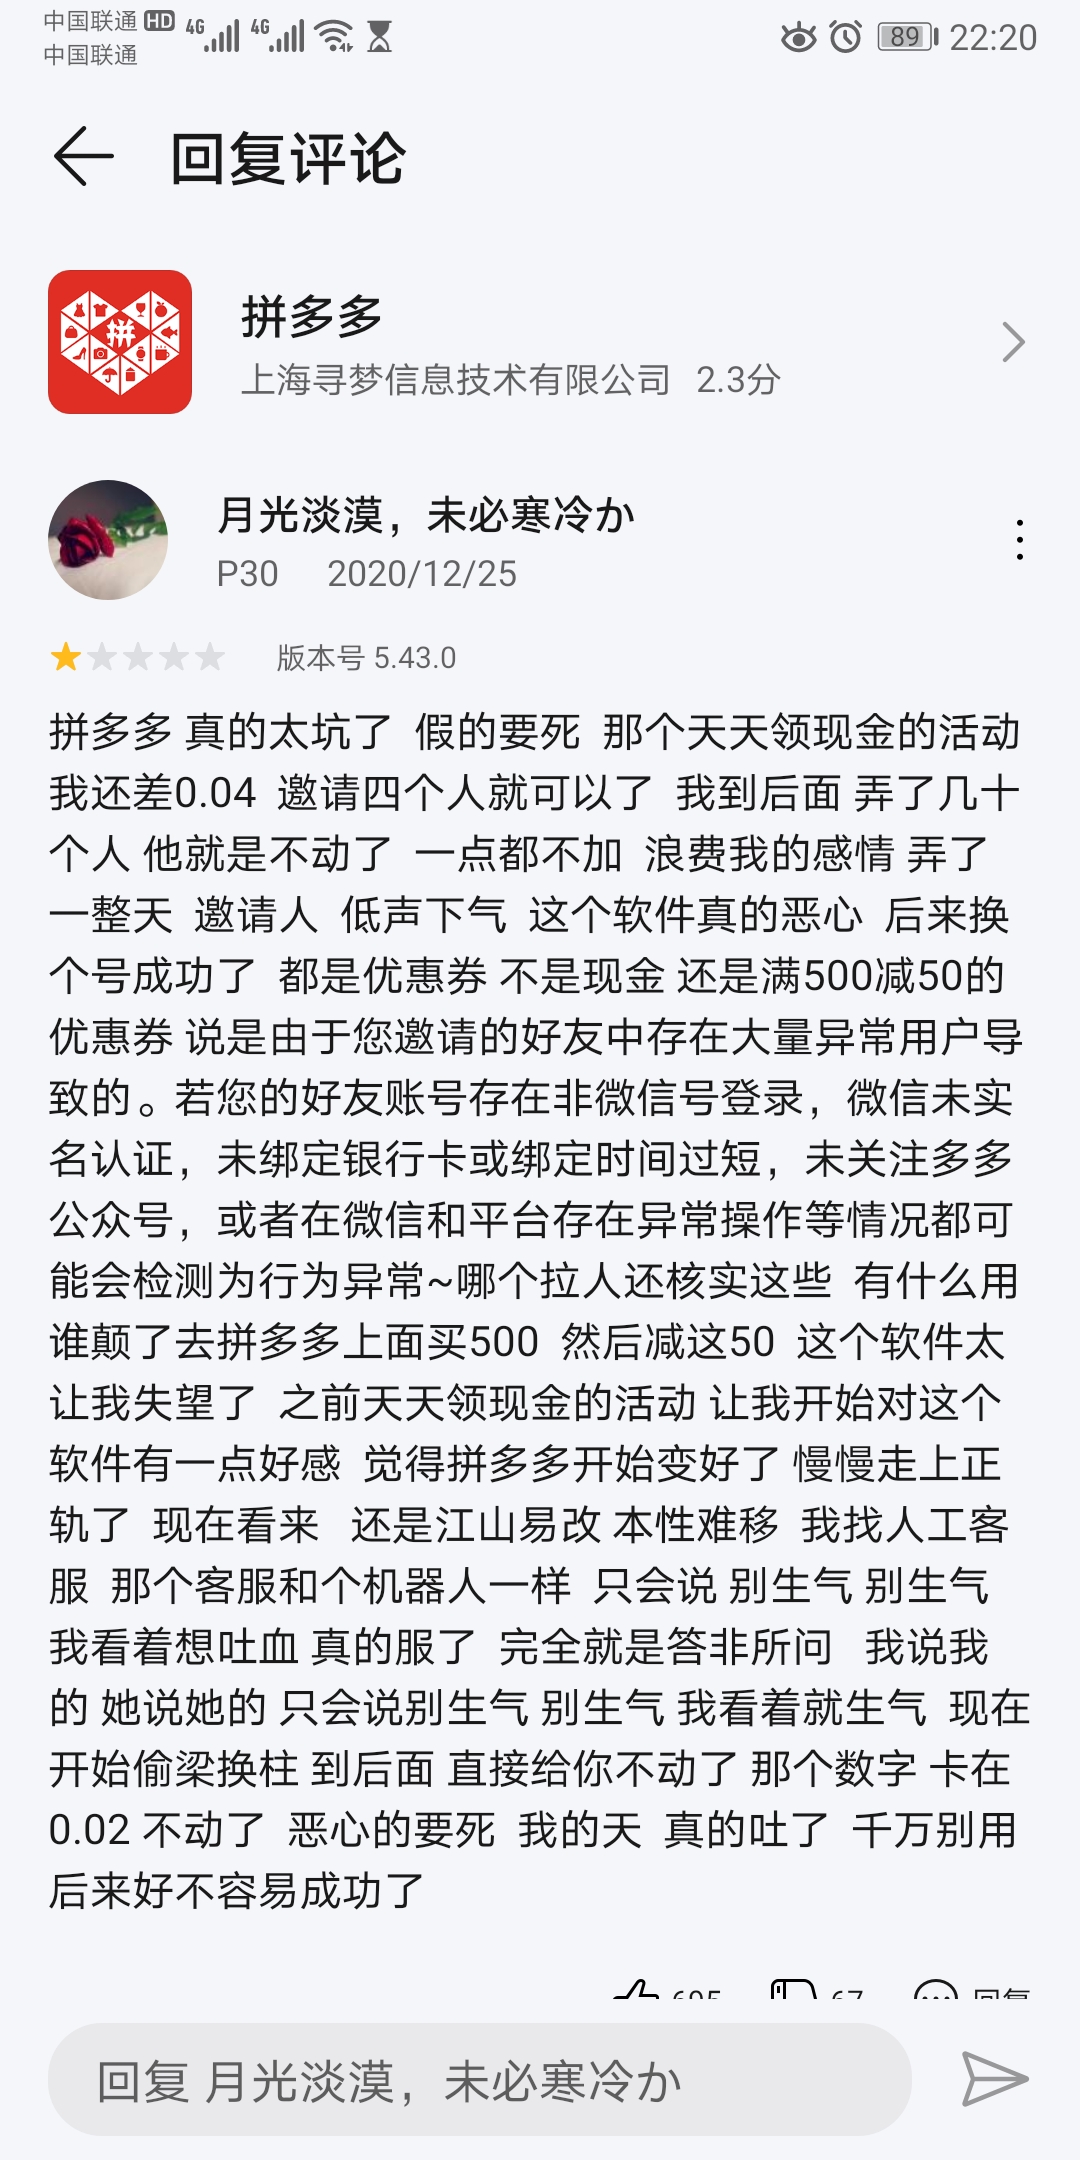 中国联通 HD 4G 4G 89 22:20
中国联通
回复评论
拼
拼多多
上海寻梦信息技术有限公司 2.3分
月光淡漠，未必寒冷か
P30 2020/12/25
版本号 5.43.0
拼多多 真的太坑了 假的要死 那个天天领现金的活动
我还差0.04 邀请四个人就可以了 我到后面 弄了几十
个人 他就是不动了 一点都不加 浪费我的感情 弄了
一整天 邀请人 低声下气 这个软件真的恶心 后来换
个号成功了 都是优惠券 不是现金 还是满500减50的
优惠券 说是由于您邀请的好友中存在大量异常用户导
致的。若您的好友账号存在非微信号登录，微信未实
名认证，未绑定银行卡或绑定时间过短，未关注多多
公众号，或者在微信和平台存在异常操作等情况都可
能会检测为行为异常~哪个拉人还核实这些 有什么用
谁颠了去拼多多上面买500 然后减这50 这个软件太
让我失望了 之前天天领现金的活动 让我开始对这个
软件有一点好感 觉得拼多多开始变好了 慢慢走上正
轨了 现在看来 还是江山易改 本性难移 我找人工客
服 那个客服和个机器人一样 只会说 别生气 别生气
我看着想吐血 真的服了 完全就是答非所问 我说我
的 她说她的 只会说别生气 别生气 我看着就生气 现在
开始偷梁换柱 到后面 直接给你不动了 那个数字 卡在
0.02 不动了 恶心的要死 我的天 真的吐了 千万别用
后来好不容易成功了
67 回复
回复 月光淡漠，未必寒冷か